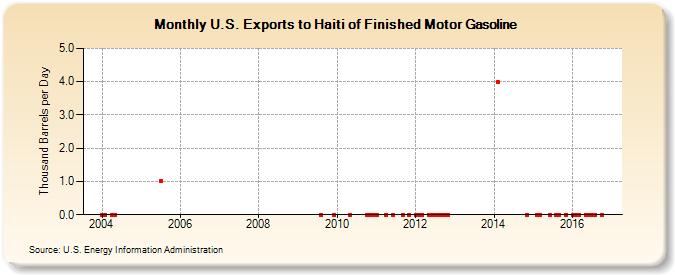 Monthly U.S. Exports to Haiti of Finished Motor Gasoline
Thousand Barrels per Day
5.0
4.0
3.0
2.0
1.0
0.0
2004 2006 2008 2010 2012 2014 2016
Source: U.S. Energy Information Administration